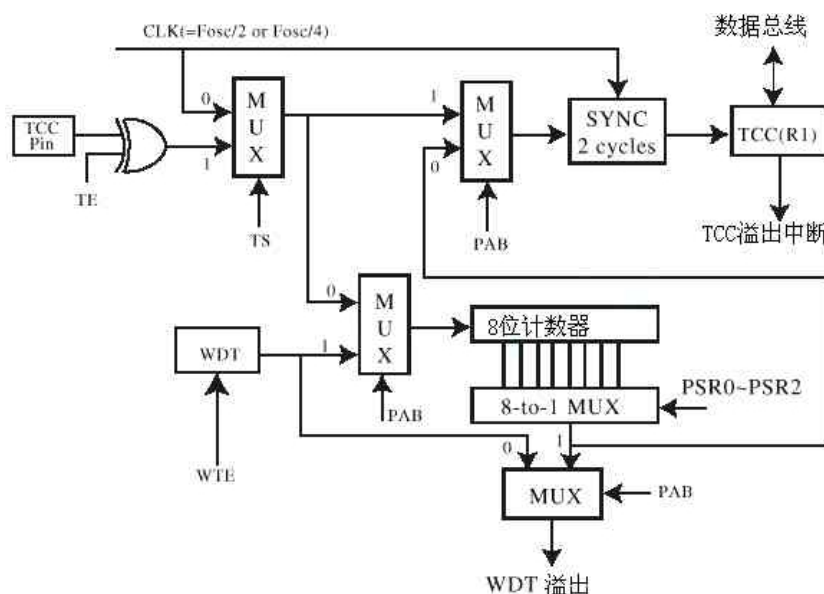 CLK(=Fosc/2 or Fosc/4)
数据总线
TCC
Pin
TE
0
1
M
U
X
TS
1
0
M
U
X
PAB
SYNC
2 cycles
TCC(R1)
TCC溢出中断
WDT
WTE
0
1
M
U
X
PAB
8位计数器
8-to-1 MUX
PSR0~PSR2
0
1
MUX
PAB
WDT 溢出